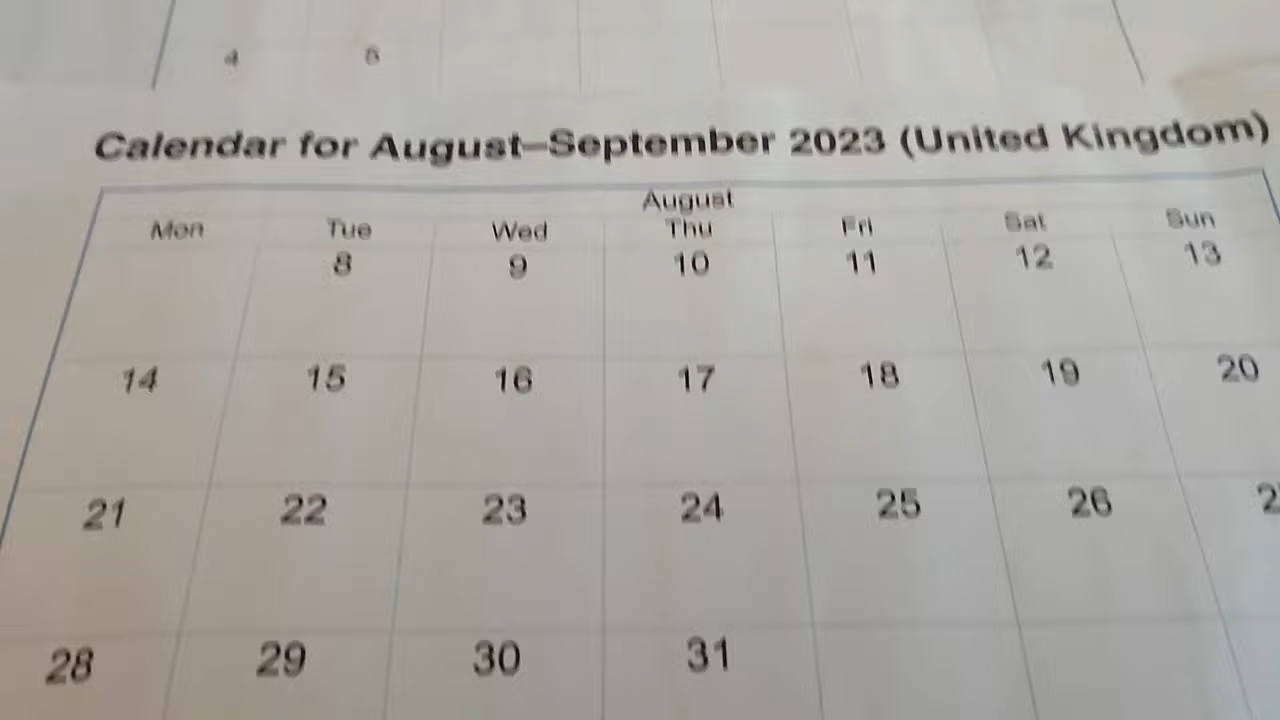 4 5
Calendar for August–September 2023 (United Kingdom)
August
Mon Tue Wed Thu Fri Sat Sun
8 9 10 11 12 13
14 15 16 17 18 19 20
21 22 23 24 25 26
28 29 30 31